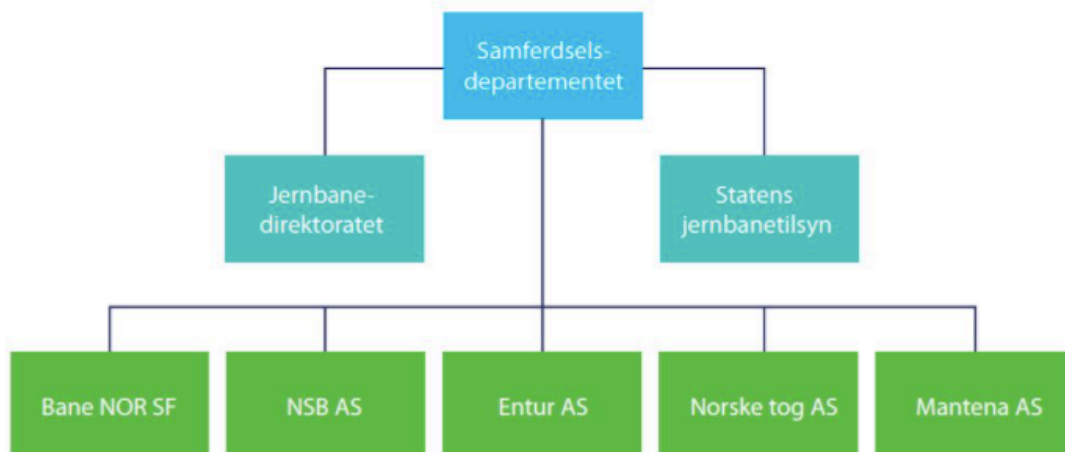 Samferdsels-
departementet
Jernbane-
direktoratet
Statens
jernbanetilsyn
Bane NOR SF
NSB AS
Entur AS
Norske tog AS
Mantena AS